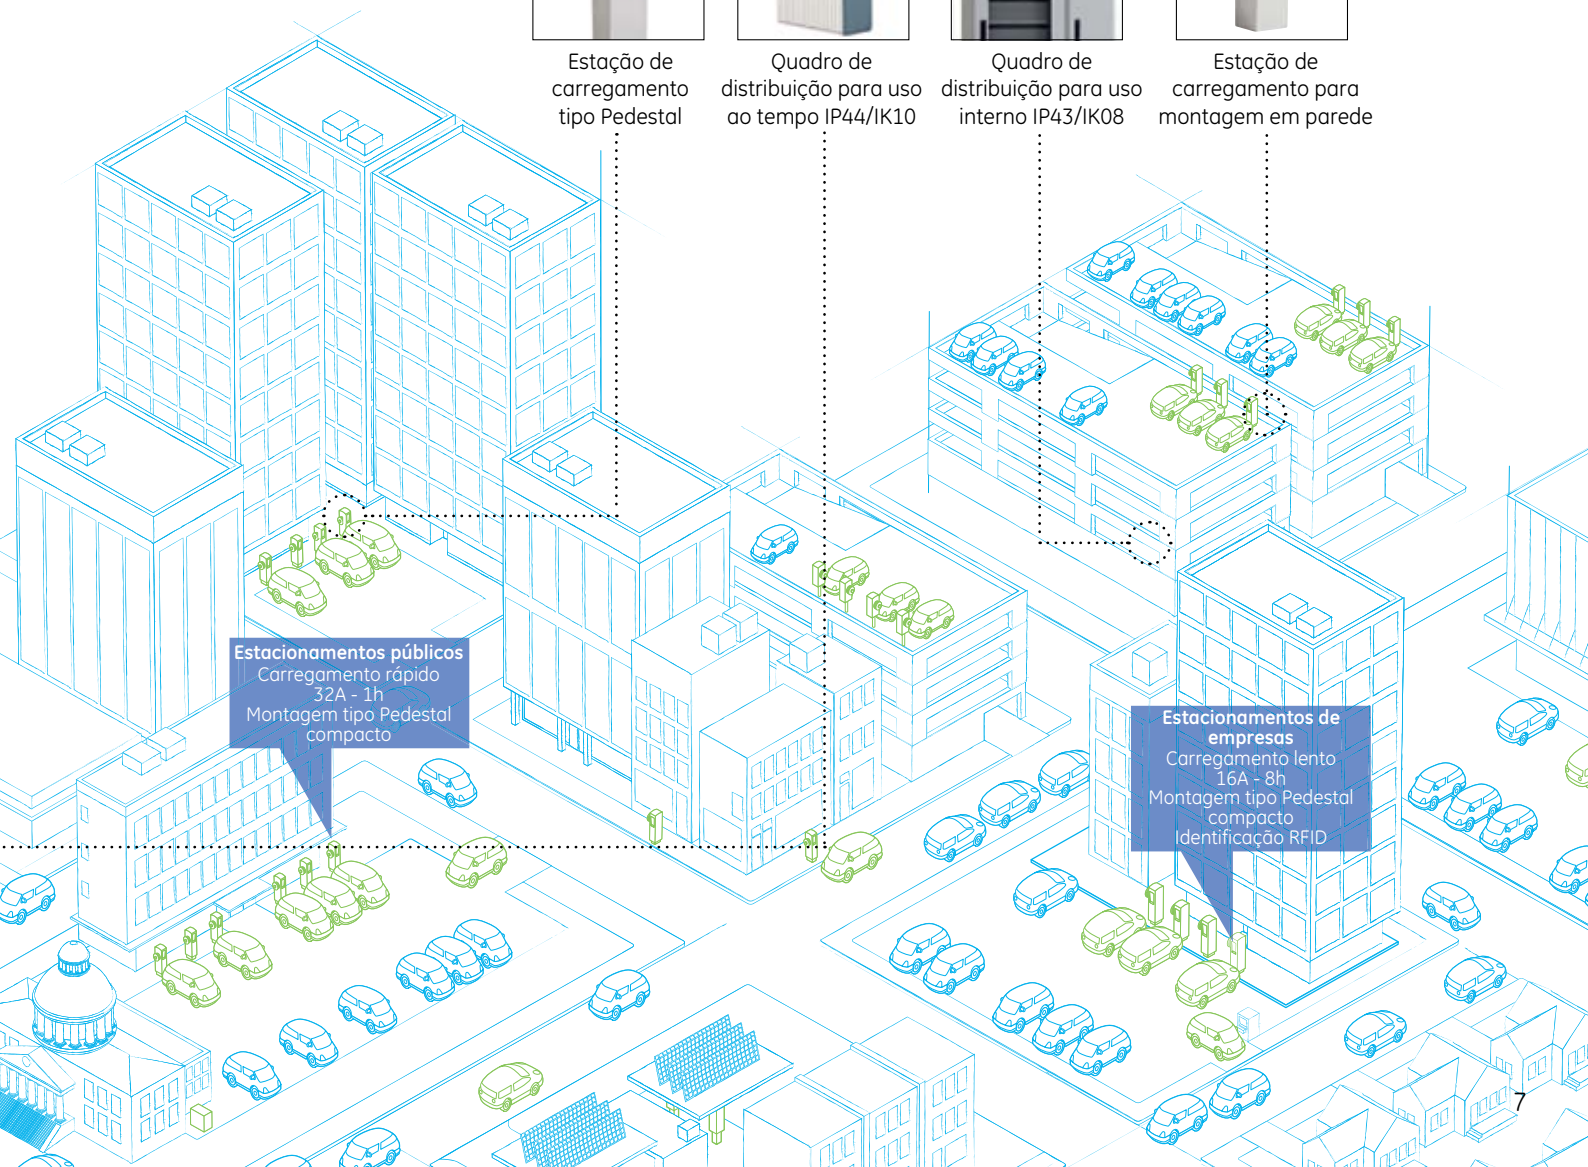 Estação de
carregamento
tipo Pedestal
Quadro de
distribuição para uso
ao tempo IP44/IK10
Quadro de
distribuição para uso
interno IP43/IK08
Estação de
carregamento para
montagem em parede
Estacionamentos públicos
Carregamento rápido
32A - 1h
Montagem tipo Pedestal
compacto
Estacionamentos de
empresas
Carregamento lento
16A - 8h
Montagem tipo Pedestal
compacto
Identificação RFID
7